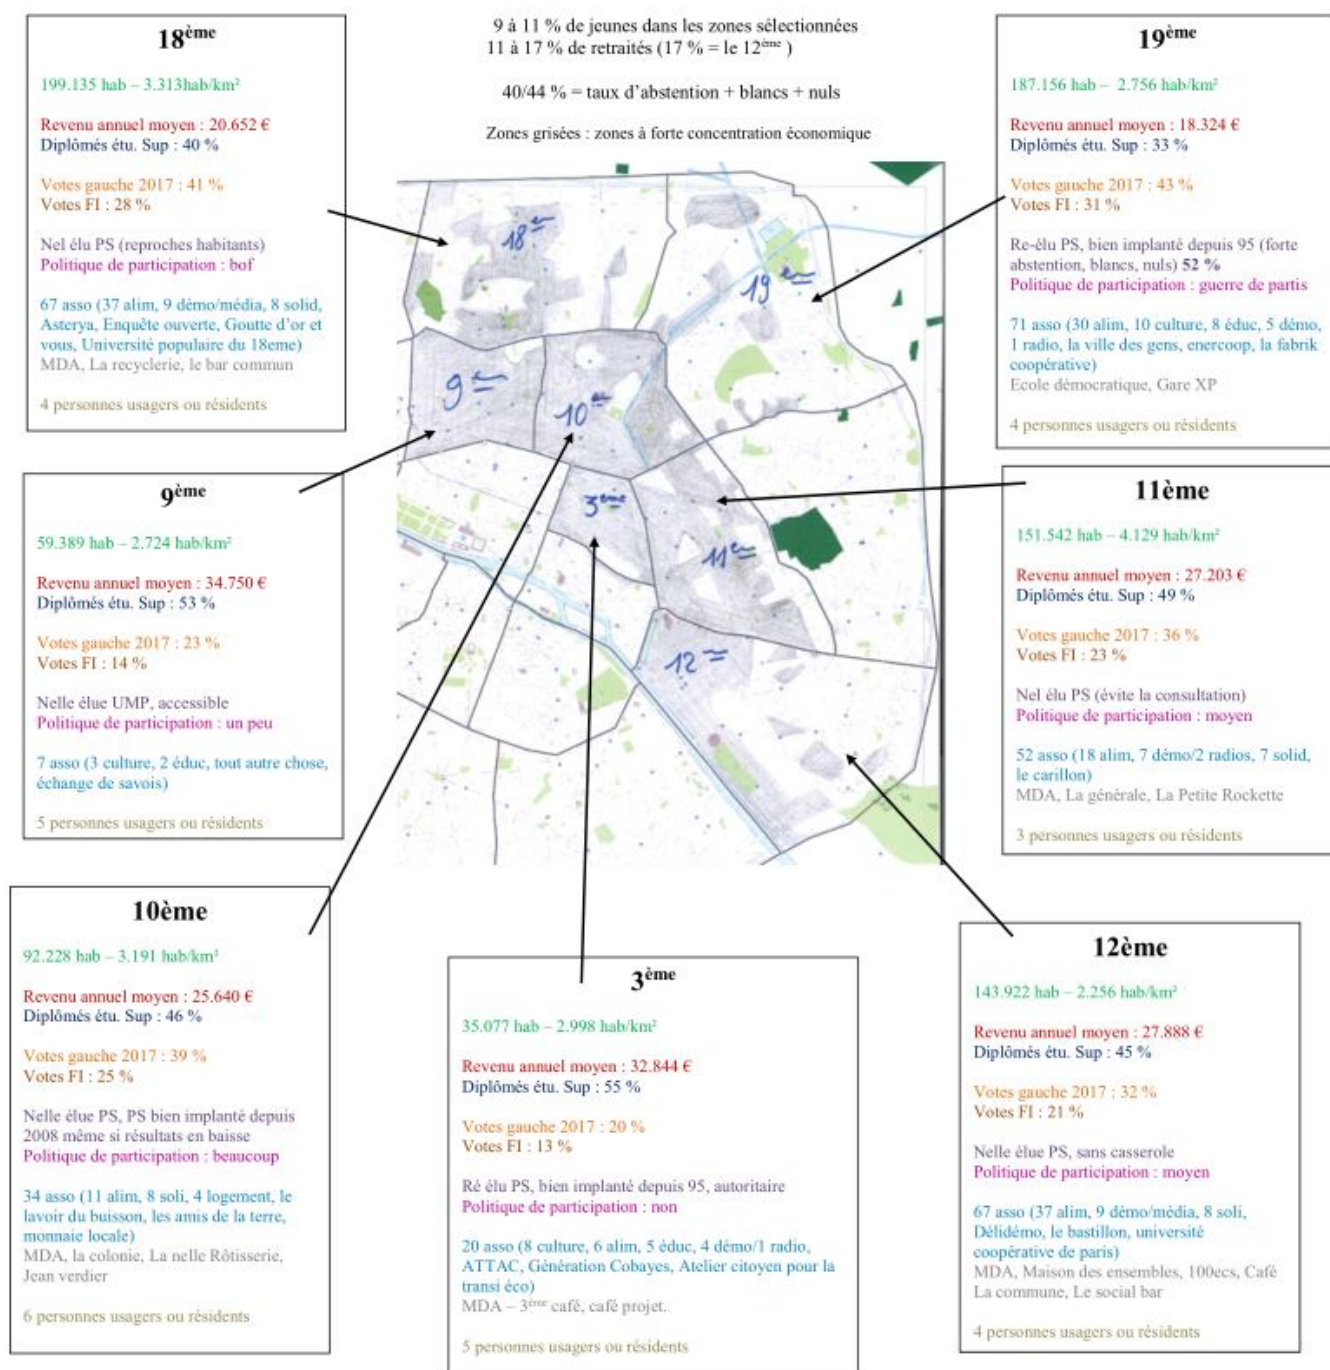 18ème
199.135 hab – 3.313hab/km²
Revenu annuel moyen : 20.652 €
Diplômés étu. Sup : 40 %
Votes gauche 2017 : 41 %
Votes FI : 28 %
Nel élu PS (reproches habitants)
Politique de participation : bof
67 asso (37 alim, 9 démo/média, 8 solid,
Asterya, Enquête ouverte, Goutte d'or et
vous, Université populaire du 18eme)
MDA, La recyclerie, le bar commun
4 personnes usagers ou résidents
9 à 11 % de jeunes dans les zones sélectionnées
11 à 17 % de retraités (17 % = le 12ème )
40/44 % = taux d'abstention + blancs + nuls
Zones grisées : zones à forte concentration économique
19ème
187.156 hab – 2.756 hab/km²
Revenu annuel moyen : 18.324 €
Diplômés étu. Sup : 33 %
Votes gauche 2017 : 43 %
Votes FI : 31 %
Re-élu PS, bien implanté depuis 95 (forte
abstention, blancs, nuls) 52 %
Politique de participation : guerre de partis
71 asso (30 alim, 10 culture, 8 éduc, 5 démo,
1 radio, la ville des gens, enercoop, la fabrik
coopérative)
Ecole démocratique, Gare XP
4 personnes usagers ou résidents
18e
19e
9e
10e
3ème
11e
12e
9ème
59.389 hab – 2.724 hab/km²
Revenu annuel moyen : 34.750 €
Diplômés étu. Sup : 53 %
Votes gauche 2017 : 23 %
Votes FI : 14 %
Nelle élue UMP, accessible
Politique de participation : un peu
7 asso (3 culture, 2 éduc, tout autre chose,
échange de savois)
5 personnes usagers ou résidents
11ème
151.542 hab – 4.129 hab/km²
Revenu annuel moyen : 27.203 €
Diplômés étu. Sup : 49 %
Votes gauche 2017 : 36 %
Votes FI : 23 %
Nel élu PS (évite la consultation)
Politique de participation : moyen
52 asso (18 alim, 7 démo/2 radios, 7 solid,
le carillon)
MDA, La générale, La Petite Rockette
3 personnes usagers ou résidents
10ème
92.228 hab – 3.191 hab/km²
Revenu annuel moyen : 25.640 €
Diplômés étu. Sup : 46 %
Votes gauche 2017 : 39 %
Votes FI : 25 %
Nelle élue PS, PS bien implanté depuis
2008 même si résultats en baisse
Politique de participation : beaucoup
34 asso (11 alim, 8 soli, 4 logement, le
lavoir du buisson, les amis de la terre,
monnaie locale)
MDA, la colonie, La nelle Rôtisserie,
Jean verdier
6 personnes usagers ou résidents
3ème
35.077 hab – 2.998 hab/km²
Revenu annuel moyen : 32.844 €
Diplômés étu. Sup : 55 %
Votes gauche 2017 : 20 %
Votes FI : 13 %
Ré élu PS, bien implanté depuis 95, autoritaire
Politique de participation : non
20 asso (8 culture, 6 alim, 5 éduc, 4 démo/1 radio,
ATTAC, Génération Cobayes, Atelier citoyen pour la
transi éco)
MDA – 3ème café, café projet.
5 personnes usagers ou résidents
12ème
143.922 hab – 2.256 hab/km²
Revenu annuel moyen : 27.888 €
Diplômés étu. Sup : 45 %
Votes gauche 2017 : 32 %
Votes FI : 21 %
Nelle élue PS, sans casserole
Politique de participation : moyen
67 asso (37 alim, 9 démo/média, 8 soli,
Délidémo, le bastillon, université
coopérative de paris)
MDA, Maison des ensembles, 100ecs, Café
La commune, Le social bar
4 personnes usagers ou résidents